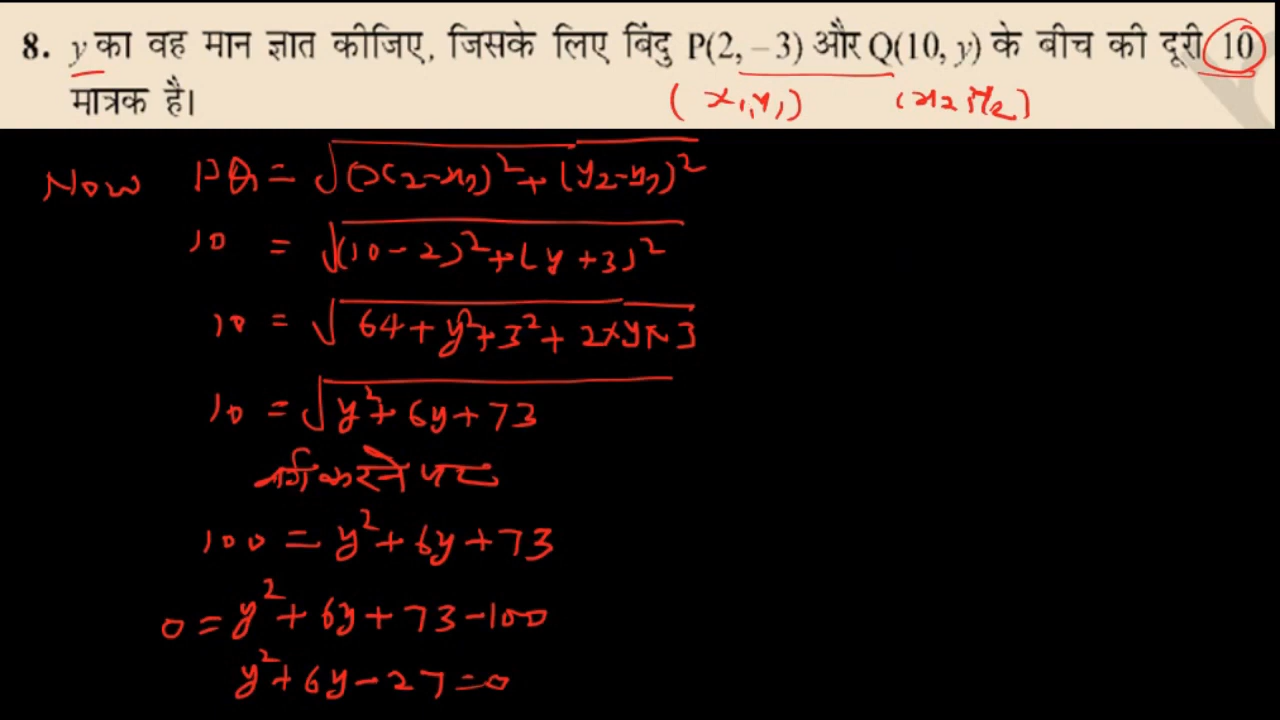 8. y का वह मान ज्ञात कीजिए, जिसके लिए बिंदु P(2, –3) और Q(10, y) के बीच की दूरी 10
मात्रक है।
(x₁, y₁) (x₂, y₂)
Now PQ = √(x₂-x₁)² + (y₂-y₁)²
10 = √(10-2)² + (y+3)²
10 = √64 + y² + 3² + 2×y×3
10 = √y² + 6y + 73
वर्ग करने पर
100 = y² + 6y + 73
0 = y² + 6y + 73 - 100
y² + 6y - 27 = 0